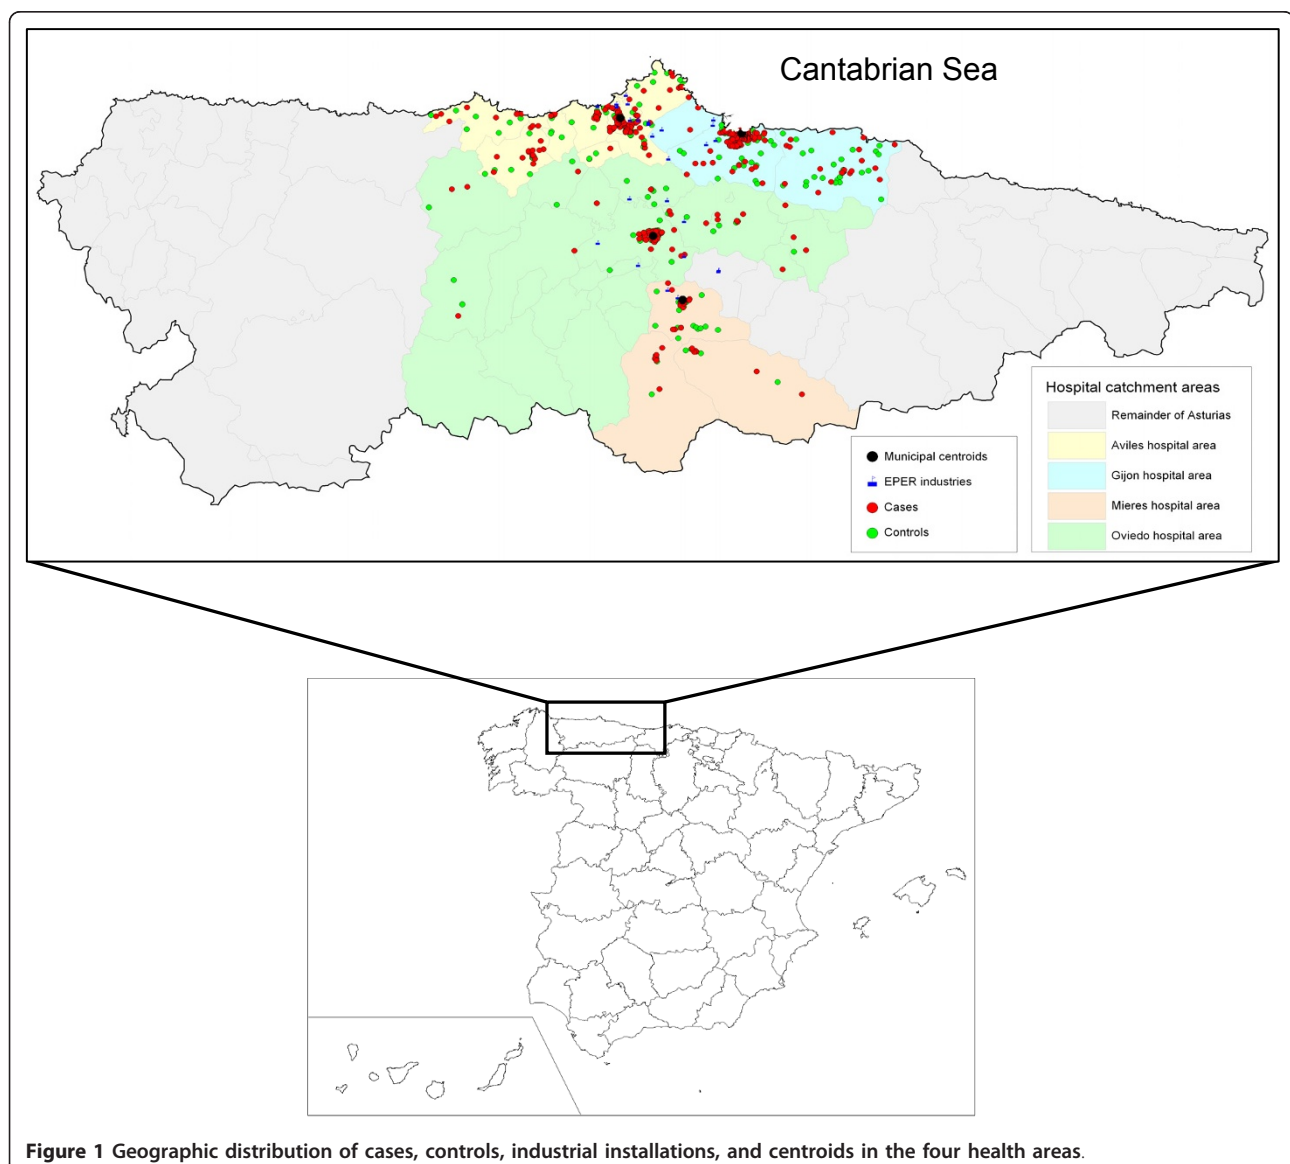 Cantabrian Sea
Hospital catchment areas
Remainder of Asturias
Aviles hospital area
Gijon hospital area
Mieres hospital area
Oviedo hospital area
Municipal centroids
EPER industries
Cases
Controls
Figure 1 Geographic distribution of cases, controls, industrial installations, and centroids in the four health areas.